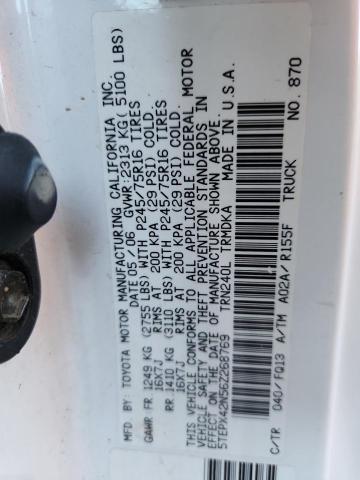 MFD. BY: TOYOTA MOTOR MANUFACTURING CALIFORNIA INC.
DATE: 05/06 GVWR: 2313 KG ( 5100 LBS)
GAWR FR 1249 KG (2755 LBS) WITH P245/75R16 TIRES
16X7J RIMS AT 200 KPA (29 PSI) COLD.
RR 1410 KG (3110 LBS) WITH P245/75R16 TIRES
16X7J RIMS AT 200 KPA (29 PSI) COLD.
THIS VEHICLE CONFORMS TO ALL APPLICABLE FEDERAL MOTOR
VEHICLE SAFETY AND THEFT PREVENTION STANDARDS IN
EFFECT ON THE DATE OF MANUFACTURE SHOWN ABOVE.
5TEPX42N56Z268769 TRN240L TRMDKA MADE IN U.S.A.
TRUCK
C/TR 040/FQ13 A/TM A02A/R155F NO. 870